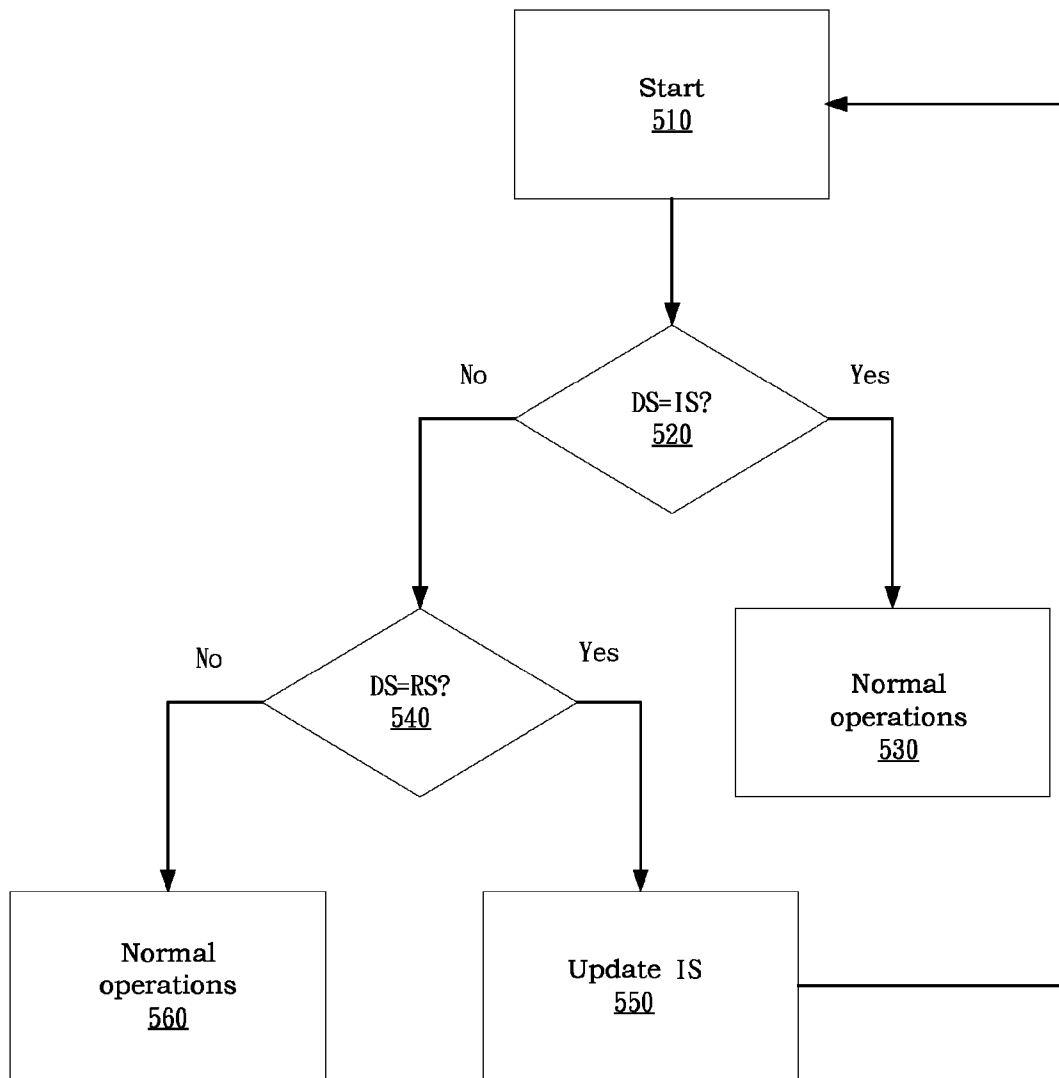 Start
510
No
Yes
DS=IS?
520
No
Yes
DS=RS?
540
Normal
operations
530
Normal
operations
560
Update IS
550